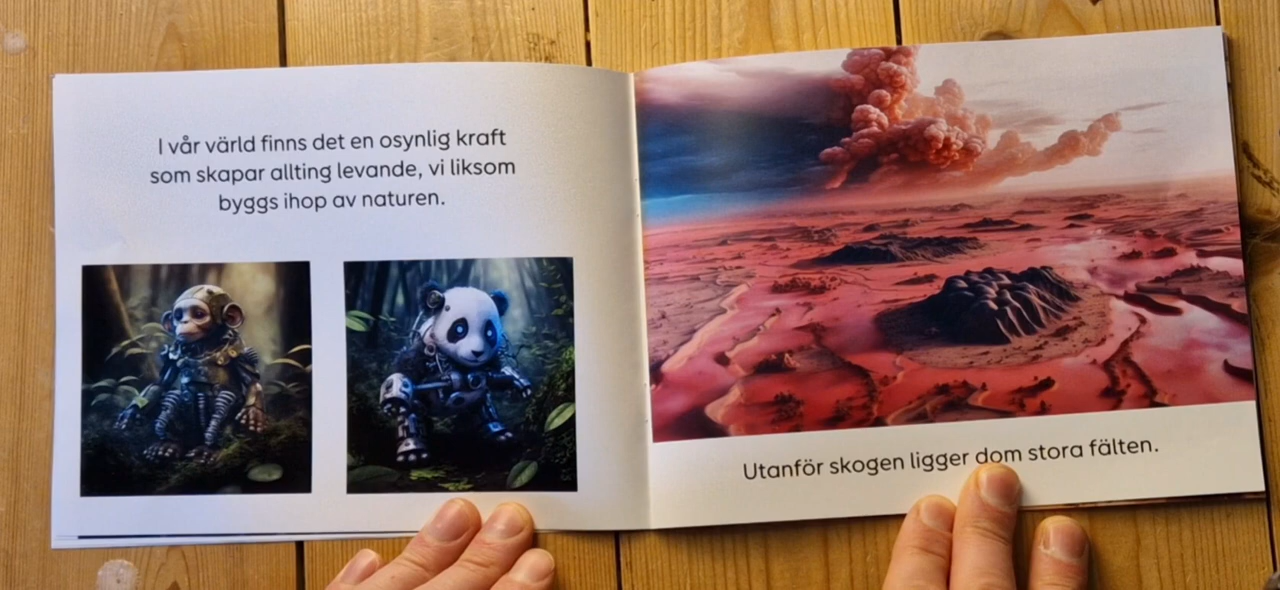 I vår värld finns det en osynlig kraft
som skapar allting levande, vi liksom
byggs ihop av naturen.
Utanför skogen ligger dom stora fälten.